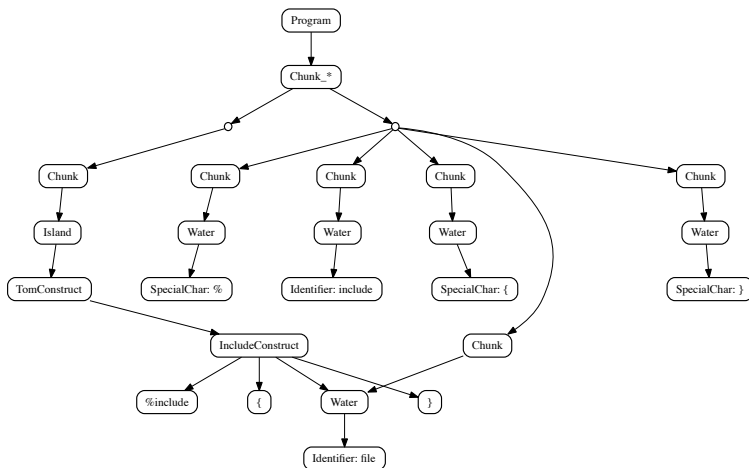 Program
Chunk_*
Chunk
Chunk
Chunk
Chunk
Chunk
Island
Water
Water
Water
Water
TomConstruct
SpecialChar: %
Identifier: include
SpecialChar: {
SpecialChar: }
IncludeConstruct
Chunk
%include
{
Water
}
Identifier: file